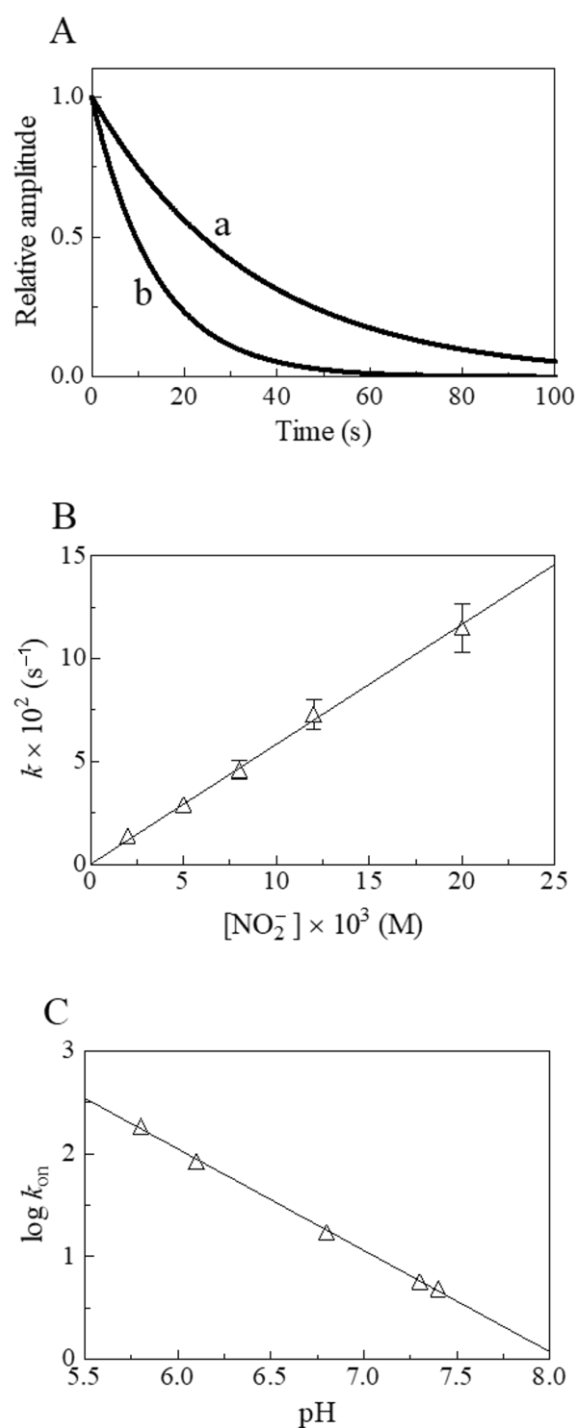 A
Relative amplitude
1.0
0.5
0.0
a
b
0 20 40 60 80 100
Time (s)
B
k × 10² (s⁻¹)
15
10
5
0
0 5 10 15 20 25
[NO₂⁻] × 10³ (M)
C
log kₒₙ
3
2
1
0
5.5 6.0 6.5 7.0 7.5 8.0
pH